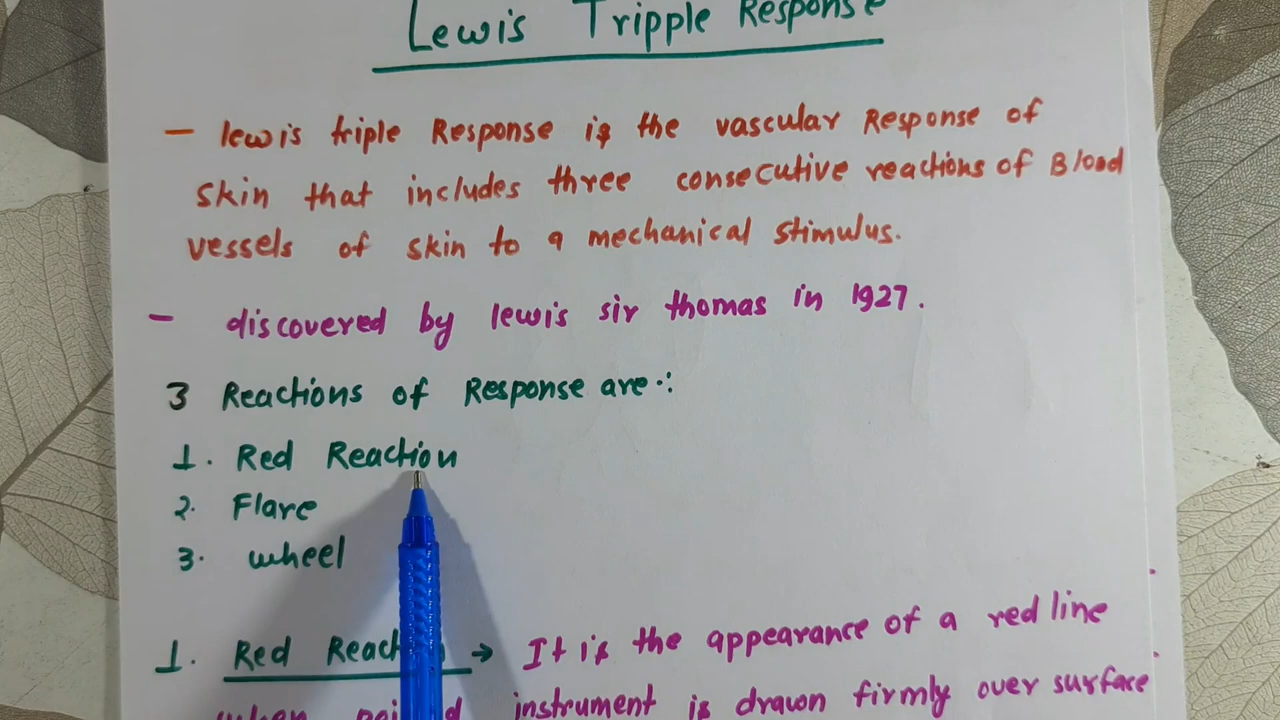 Lewis Tripple Response
- lewis triple Response is the vascular Response of
skin that includes three consecutive reactions of Blood
vessels of skin to a mechanical stimulus.
- discovered by lewis sir thomas in 1927.
3 Reactions of Response are :
1. Red Reaction
2. Flare
3. wheel
1. Red → It is the appearance of a red line
when instrument is drawn firmly over surface